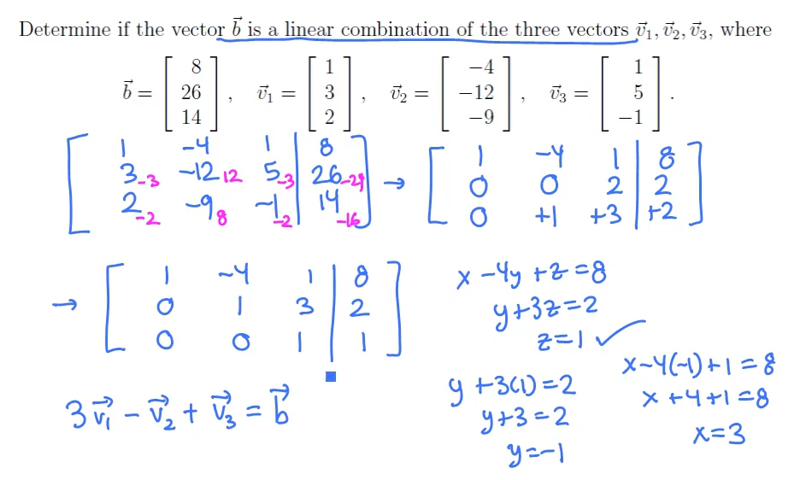 Determine if the vector b⃗ is a linear combination of the three vectors v⃗₁, v⃗₂, v⃗₃, where
b⃗ = [8 26 14], v⃗₁ = [1 3 2], v⃗₂ = [−4 −12 −9], v⃗₃ = [1 5 −1].
[1 -4 1 | 8] → [1 -4 1 | 8]
[3 -3 -12 12 5 -3 | 26 -24] [0 0 2 | 2]
[2 -2 -9 8 -1 -2 | 14 -16] [0 +1 +3 | +2]
→ [1 -4 1 | 8]
[0 1 3 | 2]
[0 0 1 | 1]
x - 4y + z = 8
y + 3z = 2
z = 1 ✓
y + 3(1) = 2
y + 3 = 2
y = -1
x - 4(-1) + 1 = 8
x + 4 + 1 = 8
x = 3
3v⃗₁ - v⃗₂ + v⃗₃ = b⃗